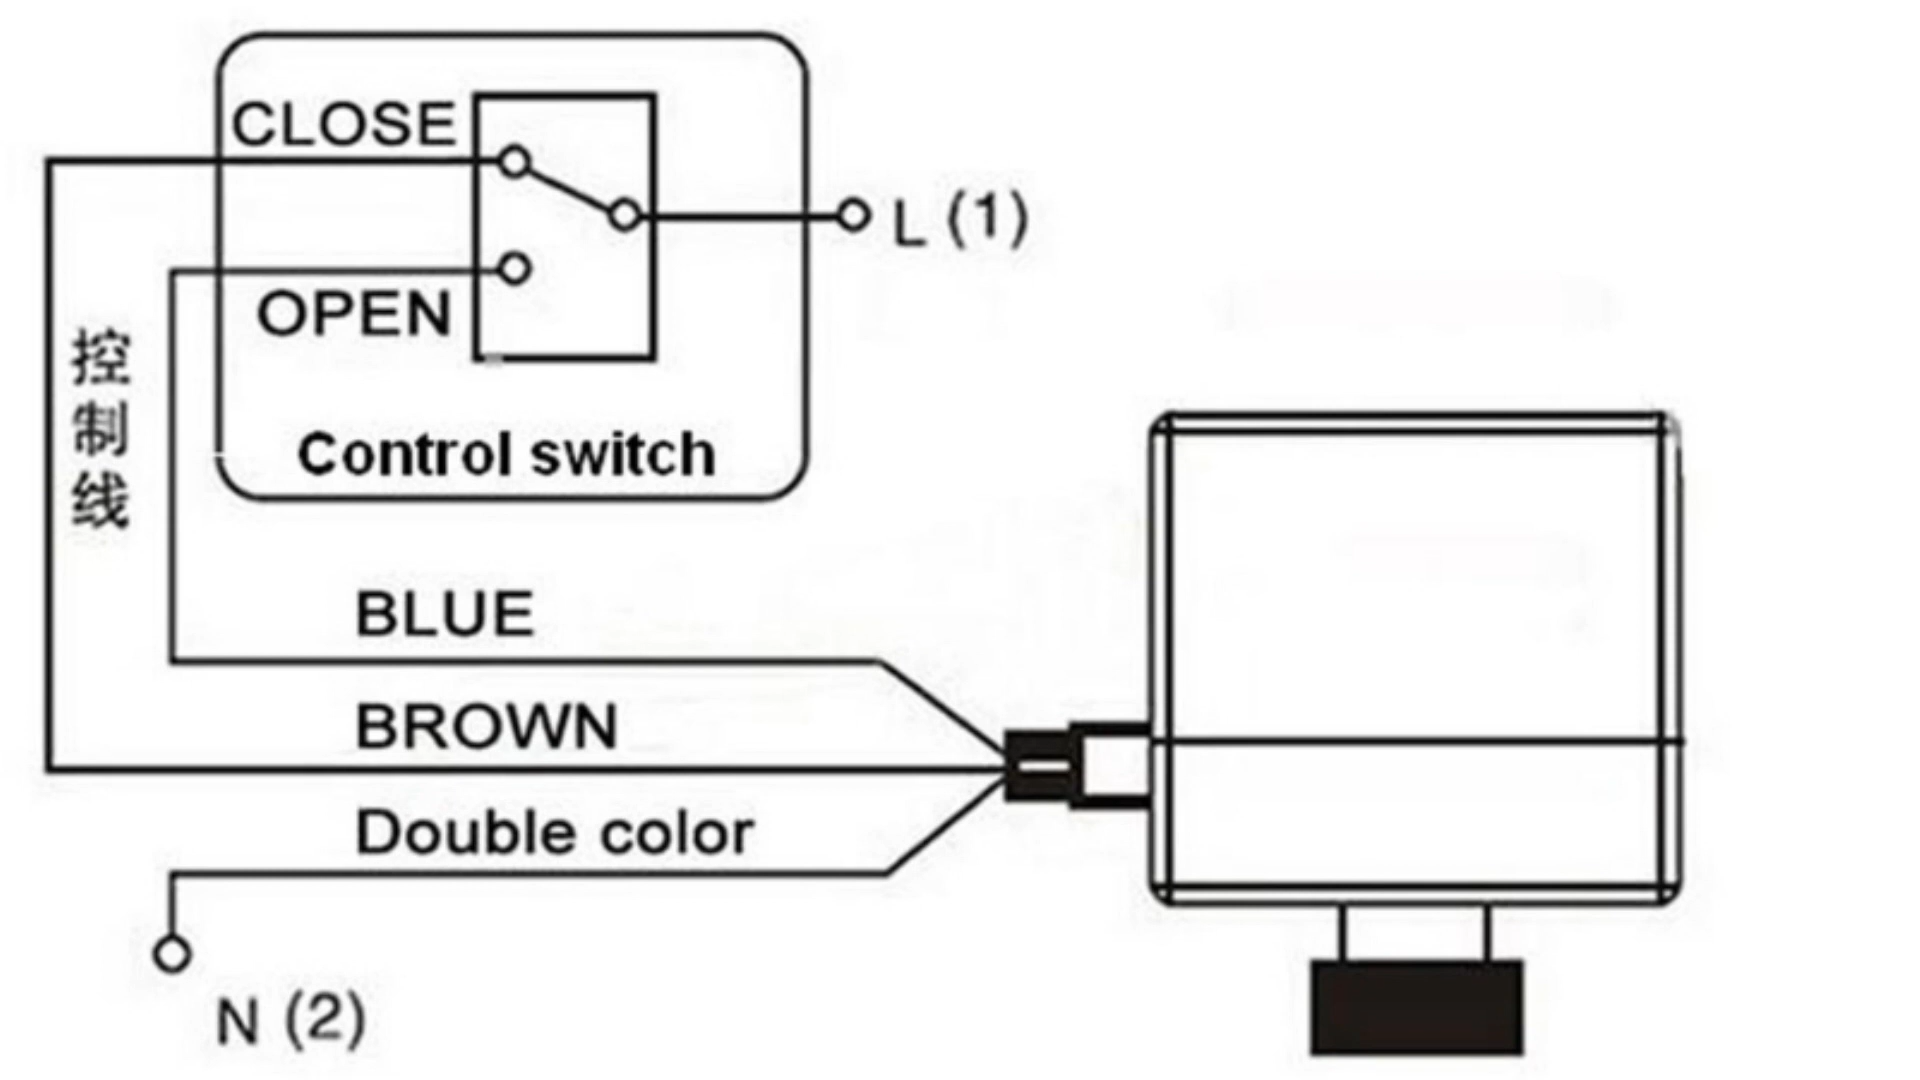 CLOSE
L (1)
OPEN
控制线
Control switch
BLUE
BROWN
Double color
N (2)